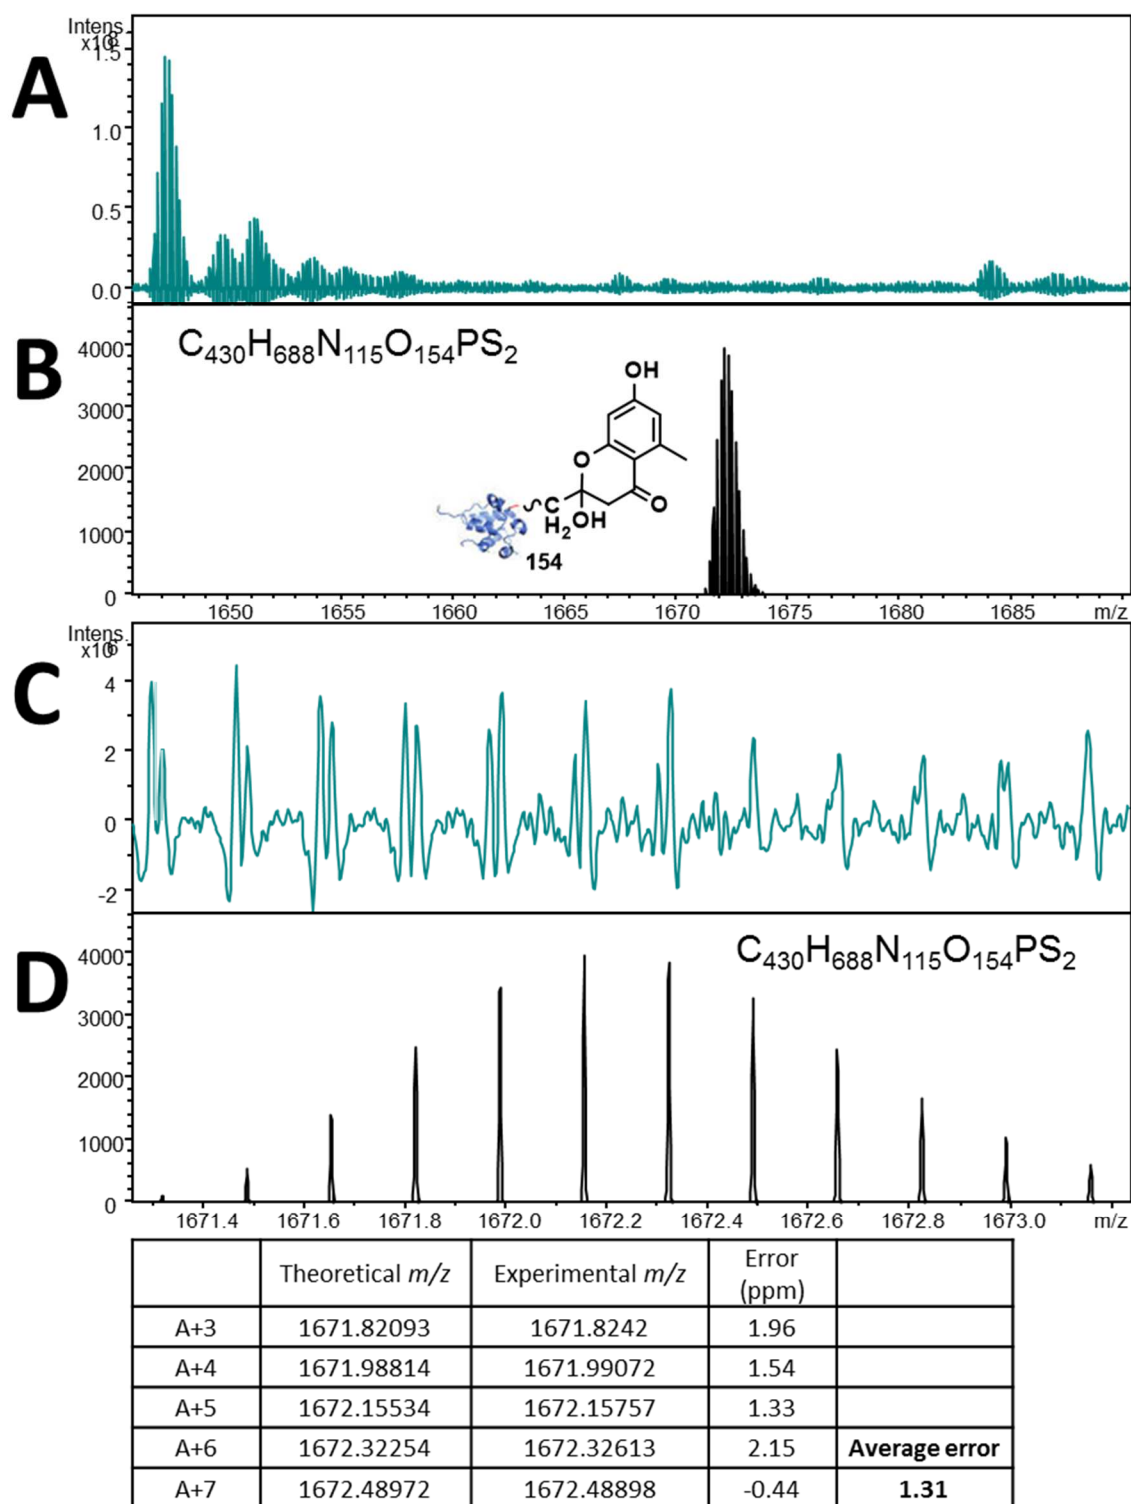 A
Intens.
x10
1.5
1.0
0.5
0.0
B
C₄₃₀H₆₈₈N₁₁₅O₁₅₄PS₂
4000
3000
2000
1000
0
OH
O
O
C
H₂
OH
154
1650 1655 1660 1665 1670 1675 1680 1685 m/z
C
Intens.
x10⁶
4
2
0
-2
D
C₄₃₀H₆₈₈N₁₁₅O₁₅₄PS₂
4000
3000
2000
1000
0
1671.4 1671.6 1671.8 1672.0 1672.2 1672.4 1672.6 1672.8 1673.0 m/z
Theoretical m/z Experimental m/z Error (ppm)
A+3 1671.82093 1671.8242 1.96
A+4 1671.98814 1671.99072 1.54
A+5 1672.15534 1672.15757 1.33
A+6 1672.32254 1672.32613 2.15 Average error
A+7 1672.48972 1672.48898 -0.44 1.31